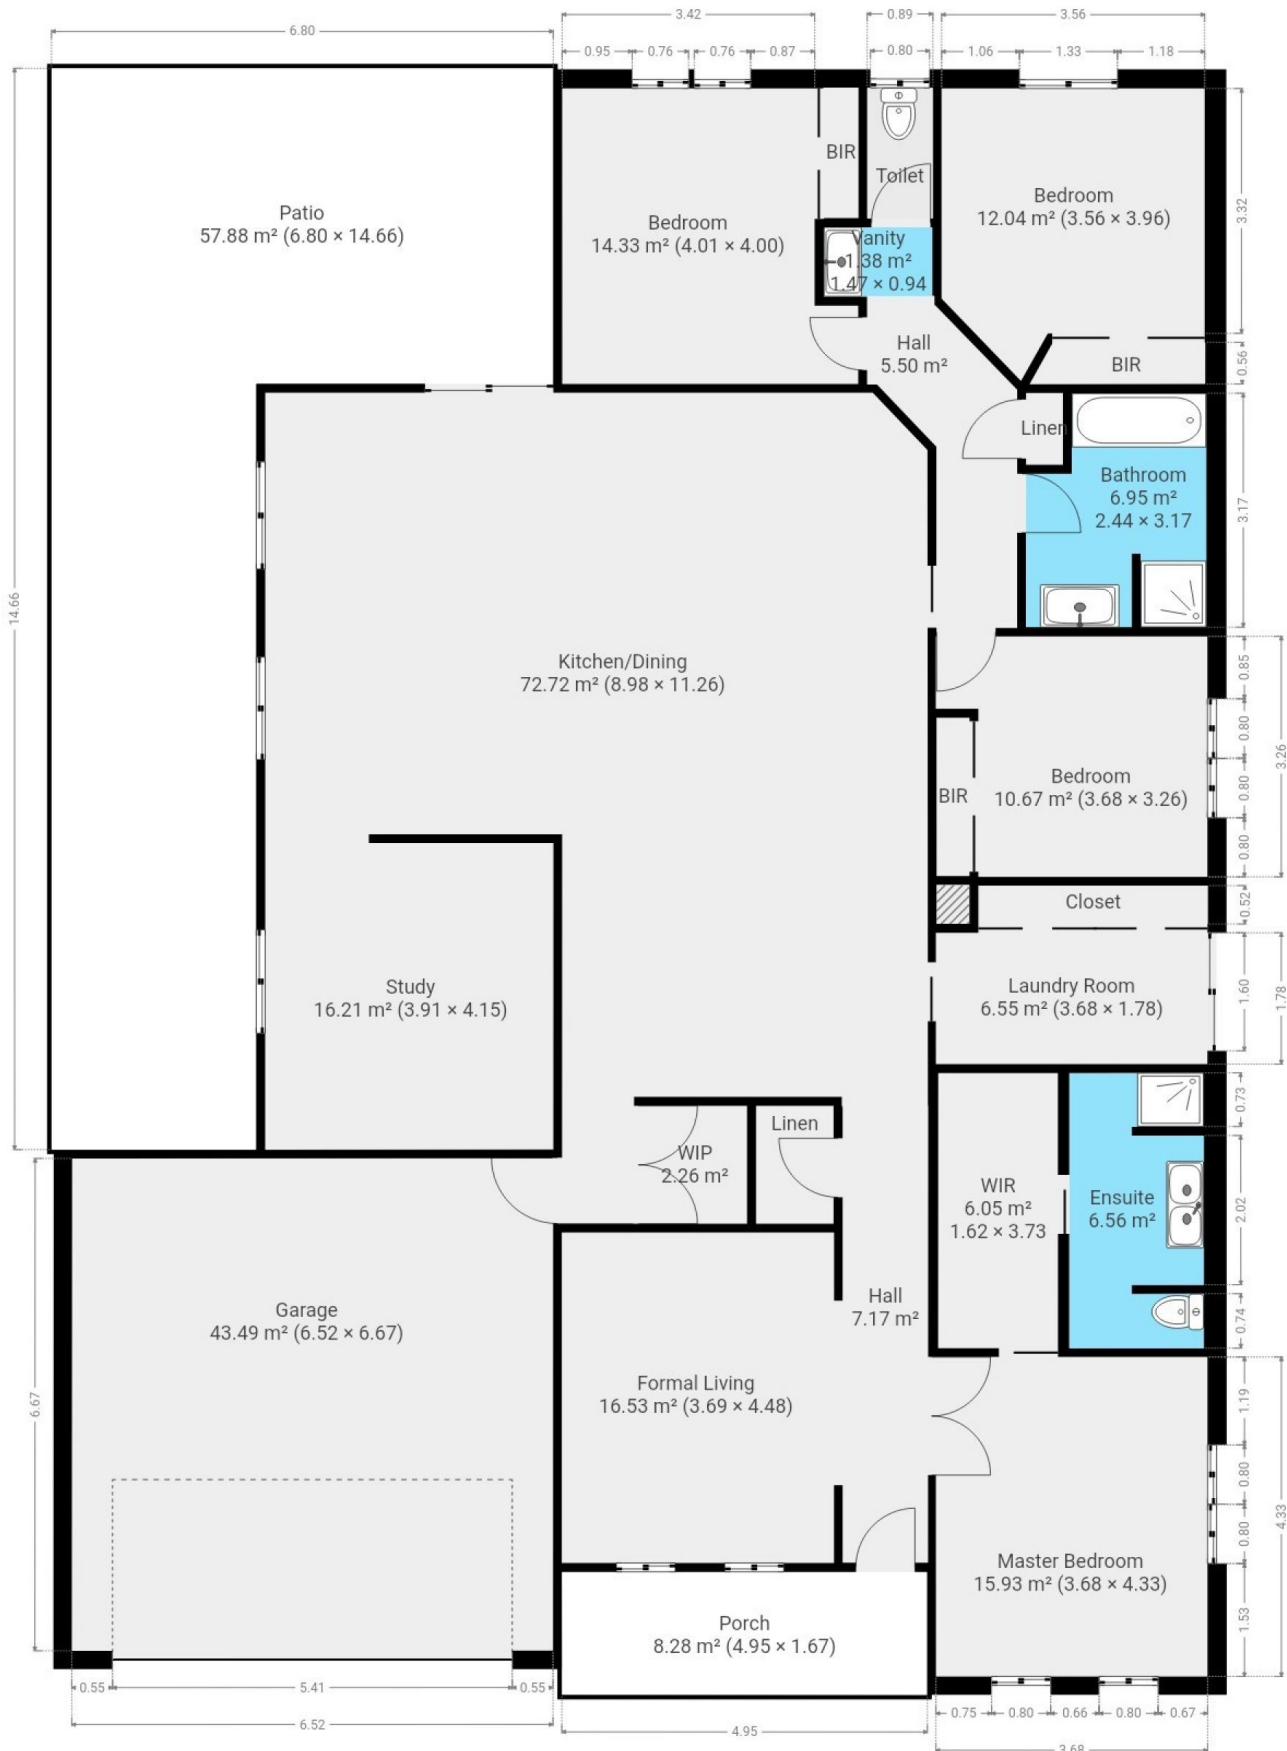 3.42
0.89
3.56
6.80
0.95
0.76
0.76
0.87
0.80
1.06
1.33
1.18
Patio
57.88 m² (6.80 × 14.66)
Bedroom
14.33 m² (4.01 × 4.00)
BIR
Toilet
Vanity
1.38 m²
1.47 × 0.94
Bedroom
12.04 m² (3.56 × 3.96)
3.32
Hall
5.50 m²
BIR
0.56
Linen
Bathroom
6.95 m²
2.44 × 3.17
3.17
14.66
Kitchen/Dining
72.72 m² (8.98 × 11.26)
0.85
0.80
0.80
0.80
3.26
BIR
Bedroom
10.67 m² (3.68 × 3.26)
Closet
0.52
Study
16.21 m² (3.91 × 4.15)
Laundry Room
6.55 m² (3.68 × 1.78)
1.60
1.78
0.73
Linen
WIP
2.26 m²
WIR
6.05 m²
1.62 × 3.73
Ensuite
6.56 m²
2.02
0.74
Garage
43.49 m² (6.52 × 6.67)
Hall
7.17 m²
6.67
Formal Living
16.53 m² (3.69 × 4.48)
1.19
0.80
0.80
1.53
4.33
Master Bedroom
15.93 m² (3.68 × 4.33)
Porch
8.28 m² (4.95 × 1.67)
0.55
5.41
0.55
6.52
4.95
0.75
0.80
0.66
0.80
0.67
3.68